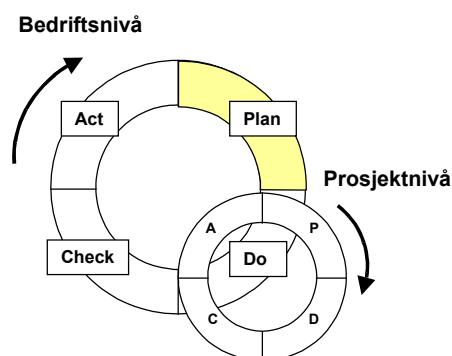 Bedriftsnivå
Act
Plan
Prosjektnivå
A
P
Check
Do
C
D